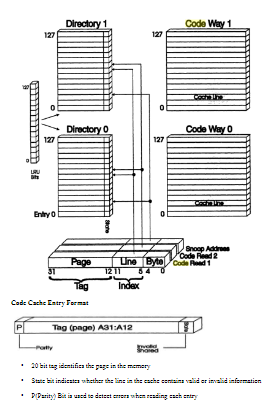 Directory 1
Code Way 1
127
127
Cache Line
0
0
127
LRU
Bits
0
Directory 0
Code Way 0
127
127
Cache Line
Entry 0
0
State
Snoop Address
Code Read 2
Code Read 1
Page
Line
Byte
31
12
11
5
4
0
Tag
Index
Code Cache Entry Format
P
Tag (page) A31:A12
Parity
Invalid
Shared
• 20 bit tag identifies the page in the memory
• State bit indicates whether the line in the cache contains valid or invalid information
• P(Parity) Bit is used to detect errors when reading each entry